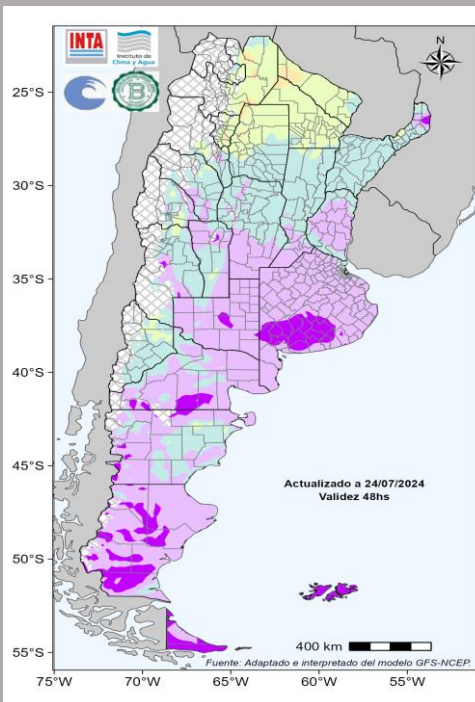 INTA
Instituto de
Clima y Agua
B
N
25°S
30°S
35°S
40°S
45°S
50°S
55°S
Actualizado a 24/07/2024
Validez 48hs
400 km
Fuente: Adaptado e interpretado del modelo GFS-NCEP.
75°W
70°W
65°W
60°W
55°W